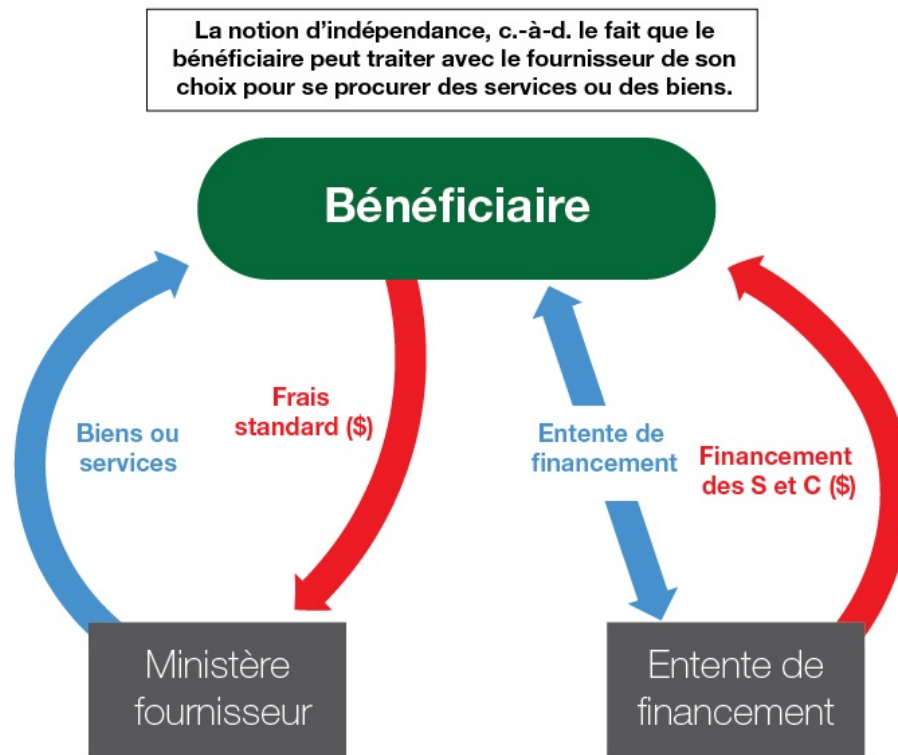 La notion d’indépendance, c.-à-d. le fait que le
bénéficiaire peut traiter avec le fournisseur de son
choix pour se procurer des services ou des biens.
Bénéficiaire
Biens ou
services
Frais
standard ($)
Entente de
financement
Financement
des S et C ($)
Ministère
fournisseur
Entente de
financement